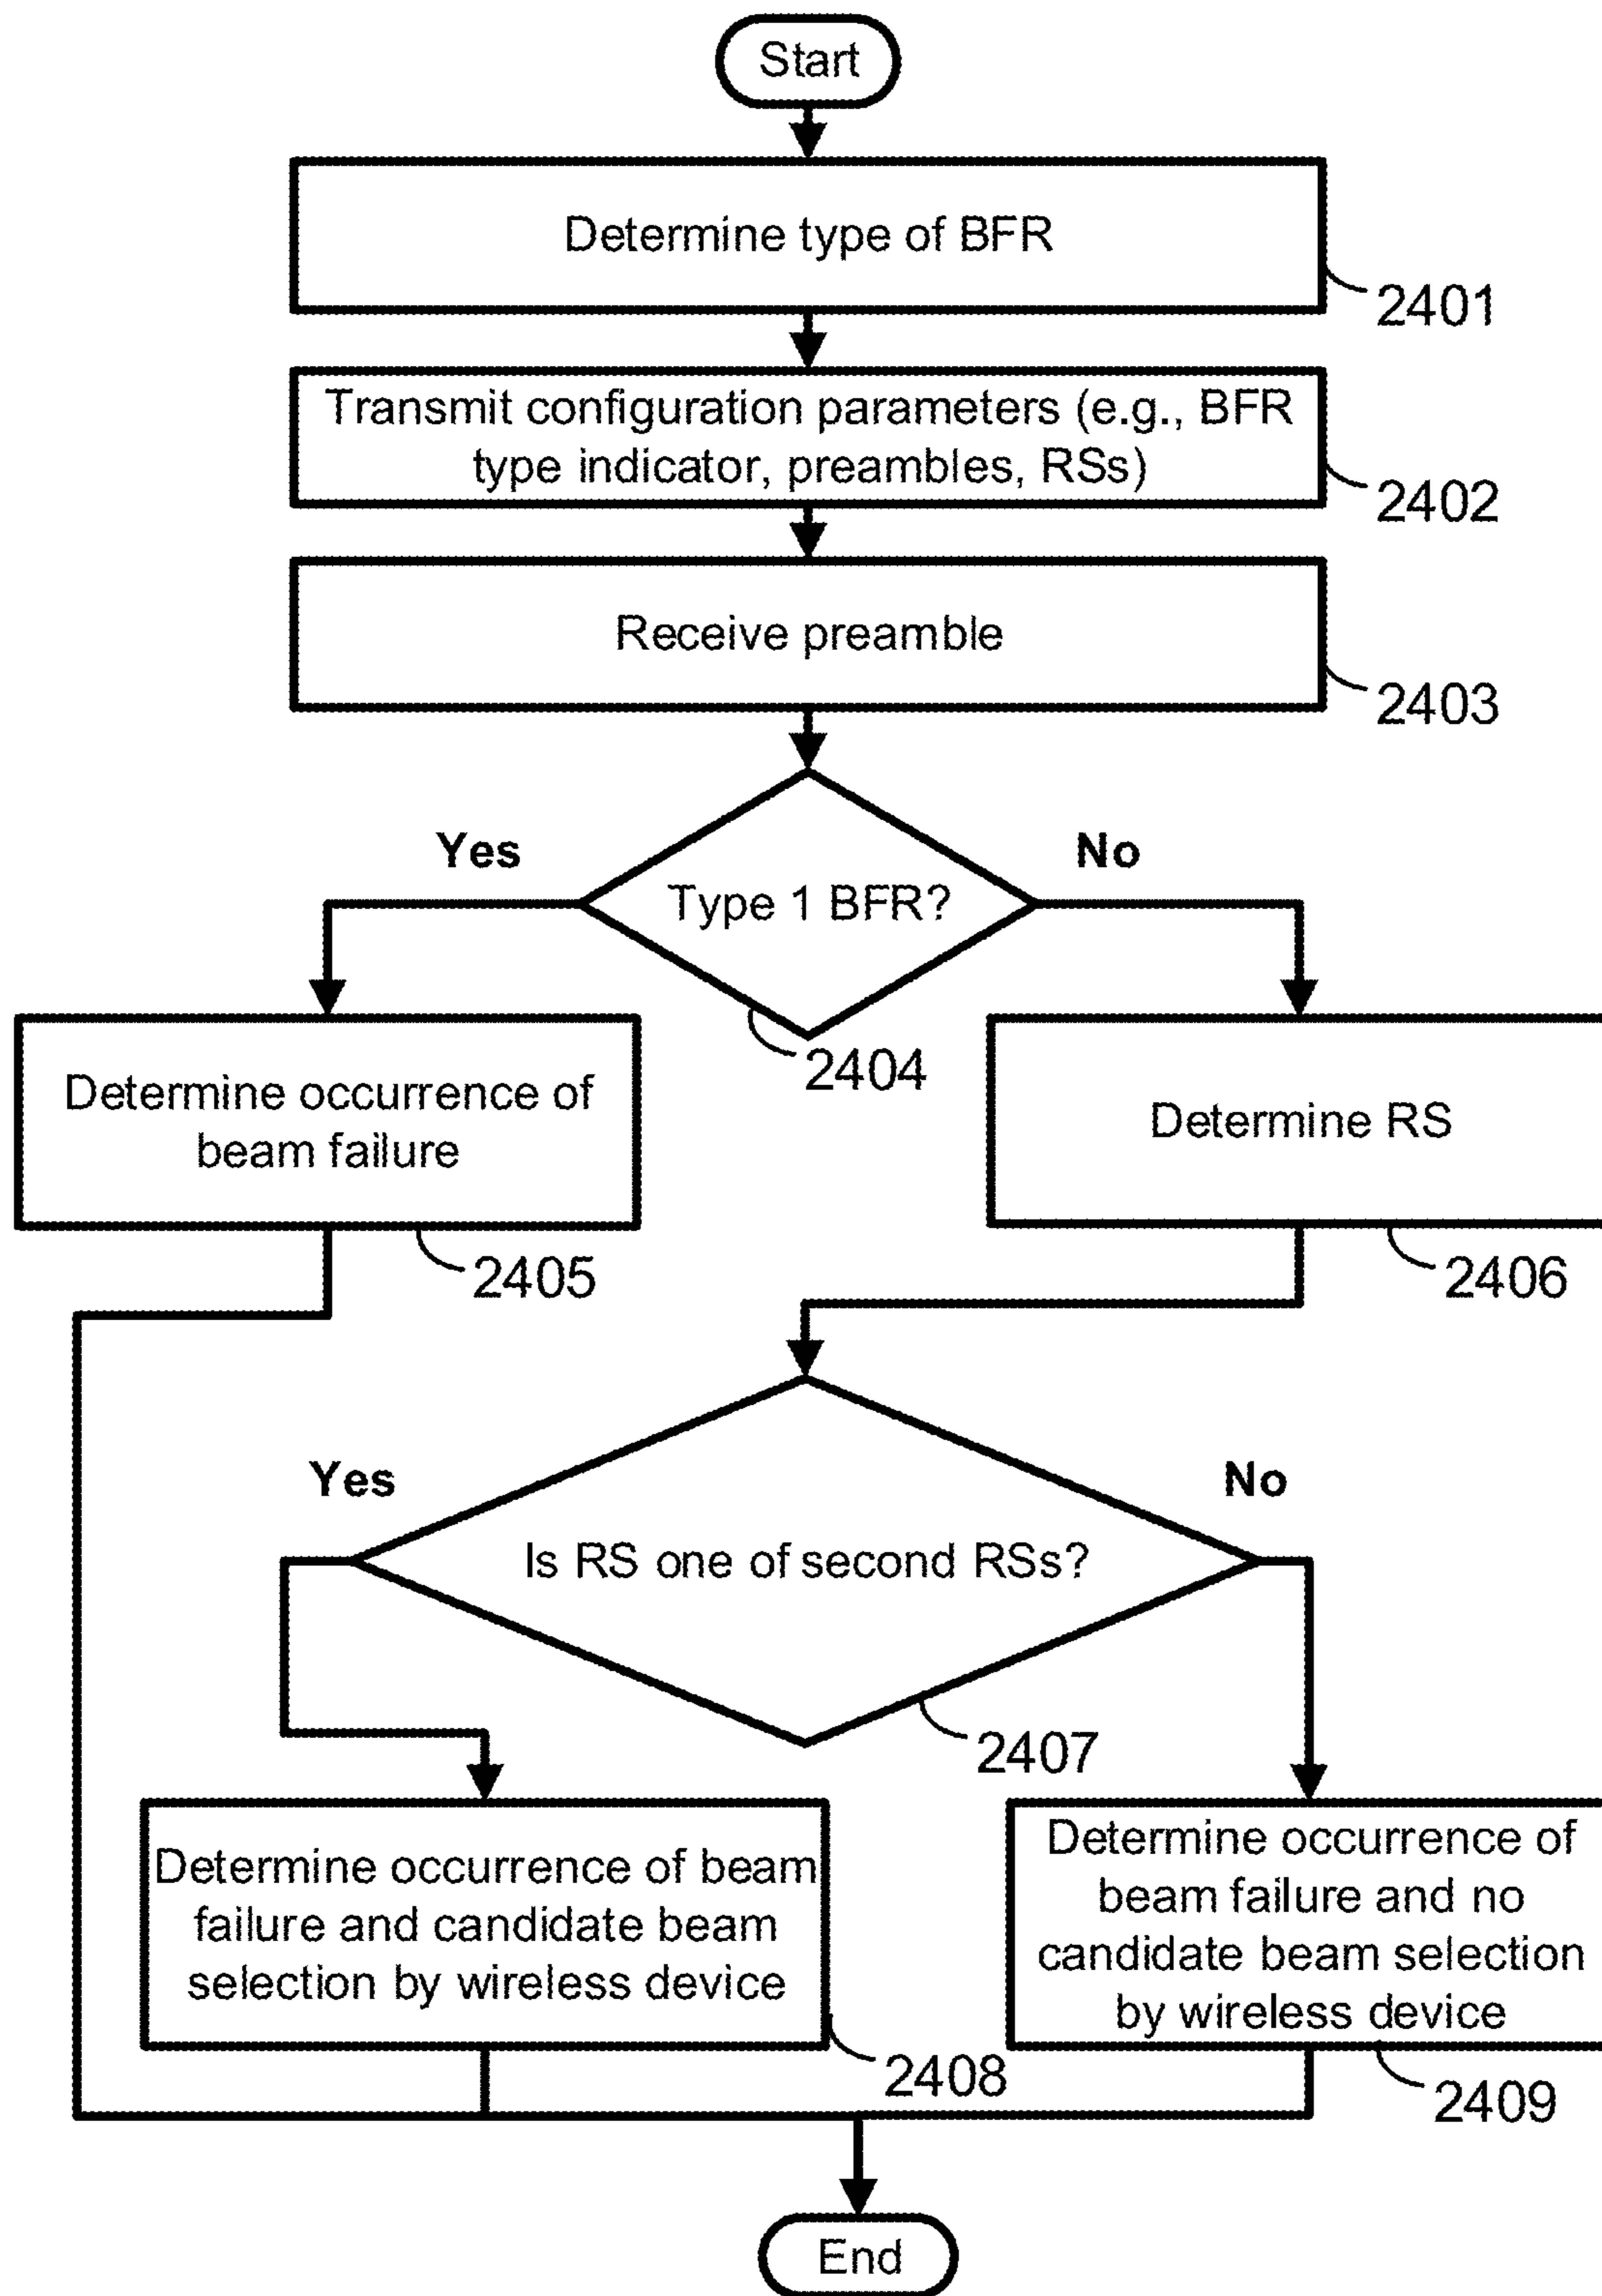 Start
Determine type of BFR
2401
Transmit configuration parameters (e.g., BFR
type indicator, preambles, RSs)
2402
Receive preamble
2403
Yes
No
Type 1 BFR?
2404
Determine occurrence of
beam failure
2405
Determine RS
2406
Yes
No
Is RS one of second RSs?
2407
Determine occurrence of beam
failure and candidate beam
selection by wireless device
2408
Determine occurrence of
beam failure and no
candidate beam selection
by wireless device
2409
End